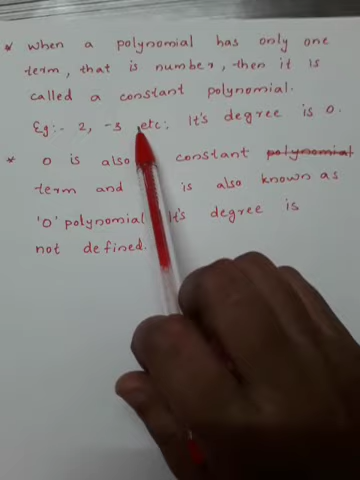 * When a polynomial has only one
term, that is number, then it is
called a constant polynomial.
Eg:- 2, -3 etc: It's degree is 0.
* 0 is also constant polynomial
term and is also known as
'0' polynomial It's degree is
not defined.